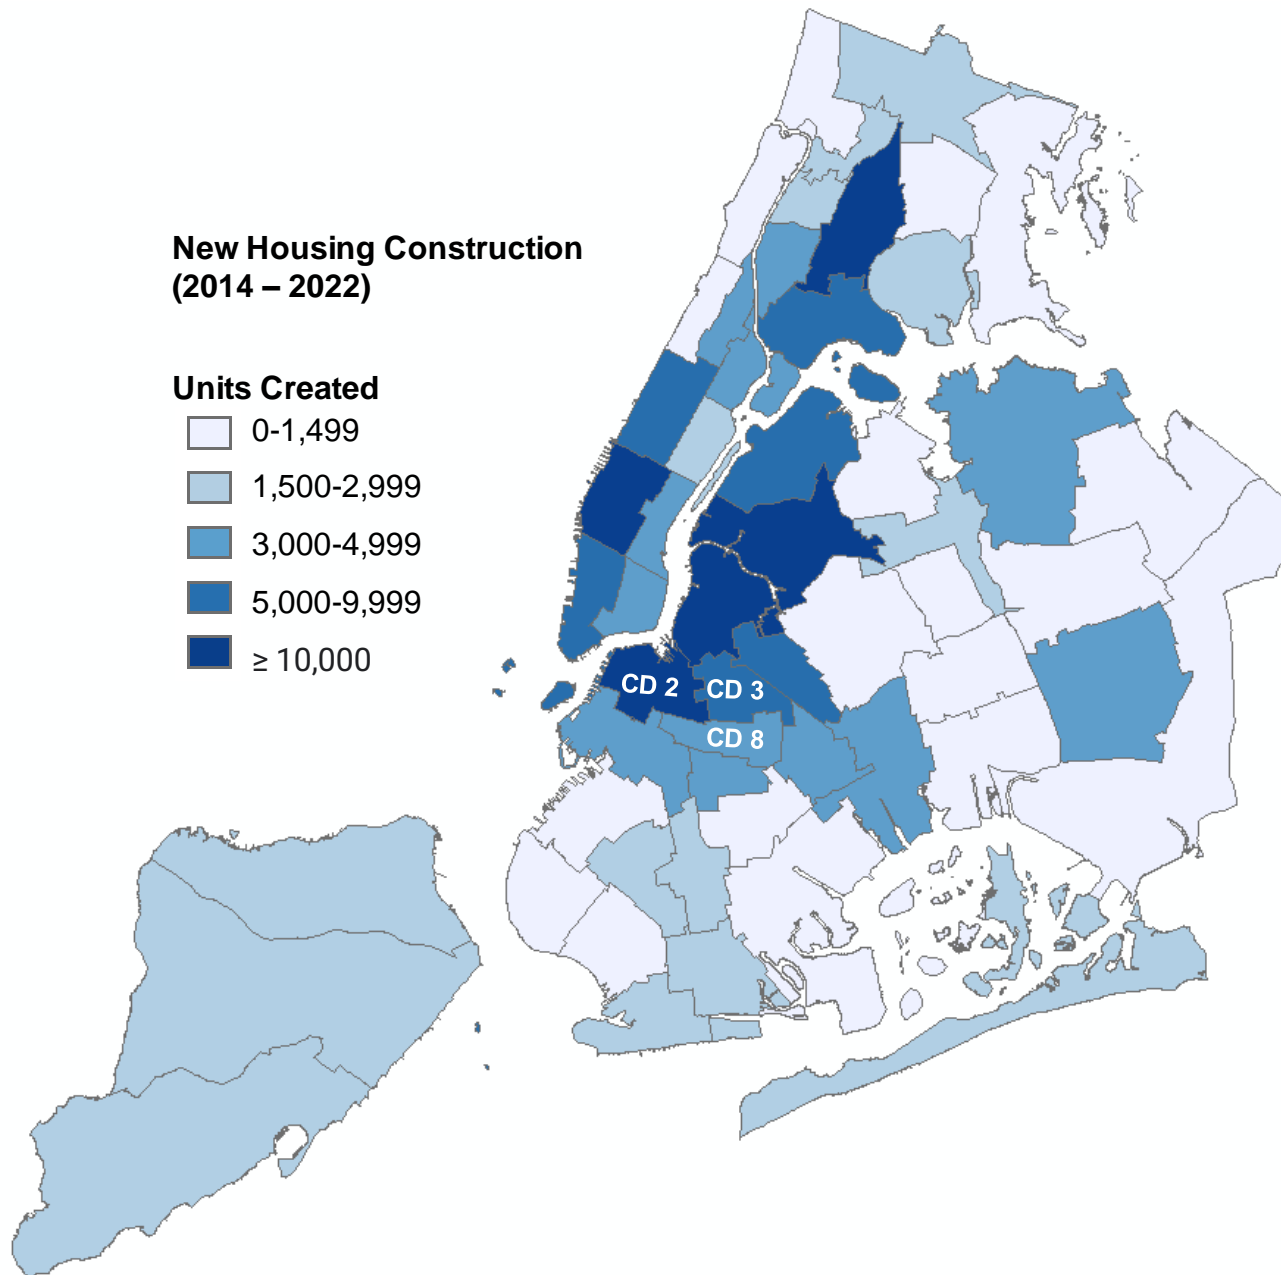 New Housing Construction
(2014 – 2022)
Units Created
0-1,499
1,500-2,999
3,000-4,999
5,000-9,999
≥ 10,000
CD 2
CD 3
CD 8